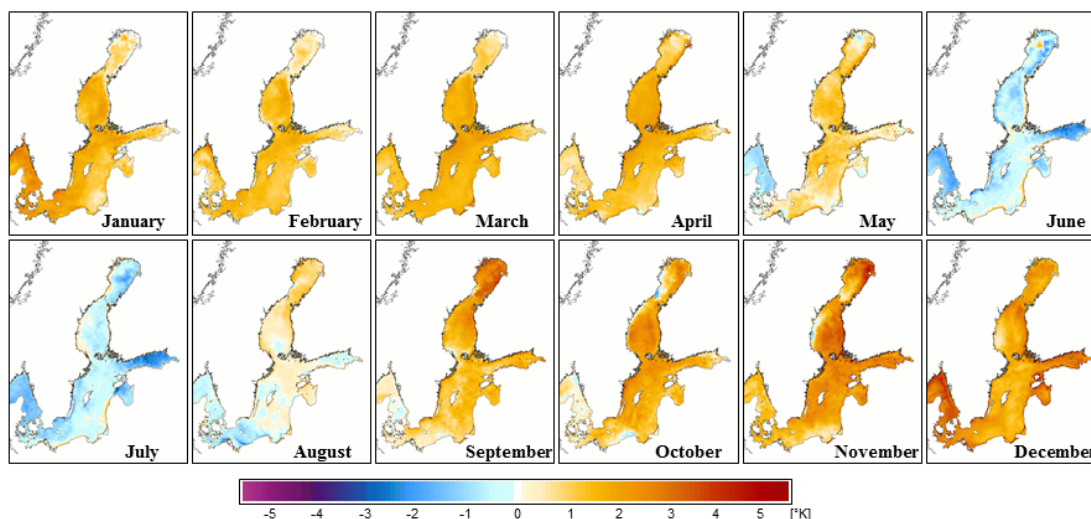 January
February
March
April
May
June
July
August
September
October
November
December
-5 -4 -3 -2 -1 0 1 2 3 4 5 [°K]